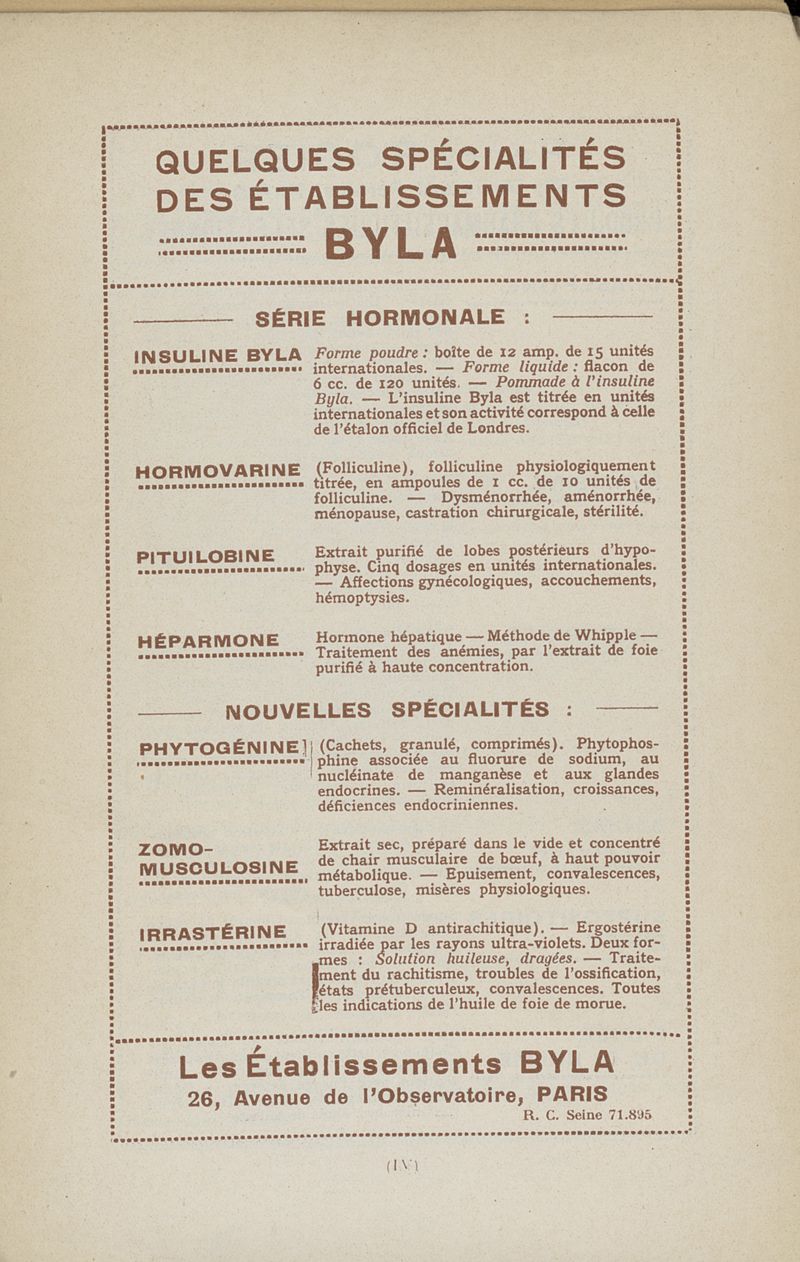 QUELQUES SPÉCIALITÉS
DES ÉTABLISSEMENTS
BYLA
SÉRIE HORMONALE :
INSULINE BYLA Forme poudre : boîte de 12 amp. de 15 unités
internationales. — Forme liquide : flacon de
6 cc. de 120 unités. — Pommade à l'insuline
Byla. — L'insuline Byla est titrée en unités
internationales et son activité correspond à celle
de l'étalon officiel de Londres.
HORMOVARINE (Folliculine), folliculine physiologiquement
titrée, en ampoules de 1 cc. de 10 unités de
folliculine. — Dysménorrhée, aménorrhée,
ménopause, castration chirurgicale, stérilité.
PITUILOBINE Extrait purifié de lobes postérieurs d'hypo-
physe. Cinq dosages en unités internationales.
— Affections gynécologiques, accouchements,
hémoptysies.
HÉPARMONE Hormone hépatique — Méthode de Whipple —
Traitement des anémies, par l'extrait de foie
purifié à haute concentration.
NOUVELLES SPÉCIALITÉS :
PHYTOGÉNINE (Cachets, granulé, comprimés). Phytophos-
phine associée au fluorure de sodium, au
nucléinate de manganèse et aux glandes
endocrines. — Reminéralisation, croissances,
déficiences endocriniennes.
ZOMO-
MUSCULOSINE
Extrait sec, préparé dans le vide et concentré
de chair musculaire de bœuf, à haut pouvoir
métabolique. — Epuisement, convalescences,
tuberculose, misères physiologiques.
IRRASTÉRINE (Vitamine D antirachitique). — Ergostérine
irradiée par les rayons ultra-violets. Deux for-
mes : Solution huileuse, dragées. — Traite-
ment du rachitisme, troubles de l'ossification,
états prétuberculeux, convalescences. Toutes
les indications de l'huile de foie de morue.
Les Établissements BYLA
26, Avenue de l'Observatoire, PARIS
R. C. Seine 71.895
(IV)